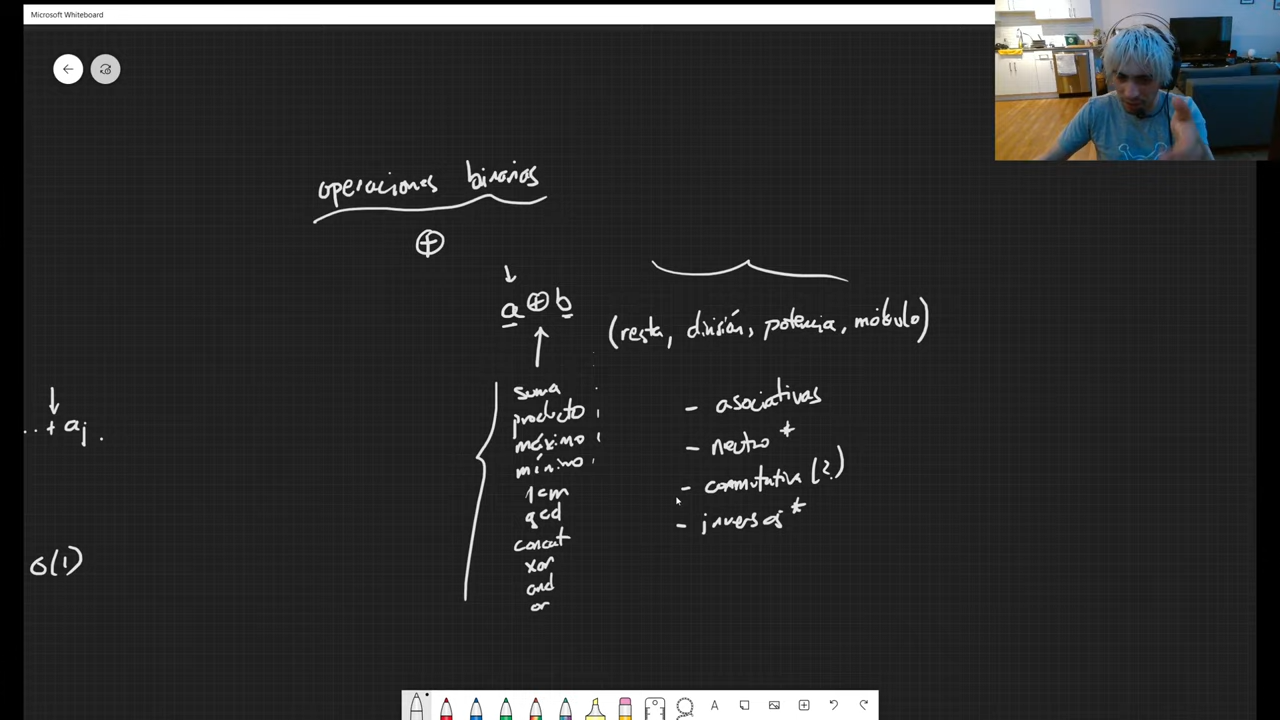 Microsoft Whiteboard
operaciones binarias
⊕
a ⊕ b
(resta, división, potencia, módulo)
suma
producto
máximo
mínimo
lcm
gcd
concat
xor
and
or
- asociativas
- neutro *
- conmutativa (?)
- inversos *
.. + aj .
O(1)
A